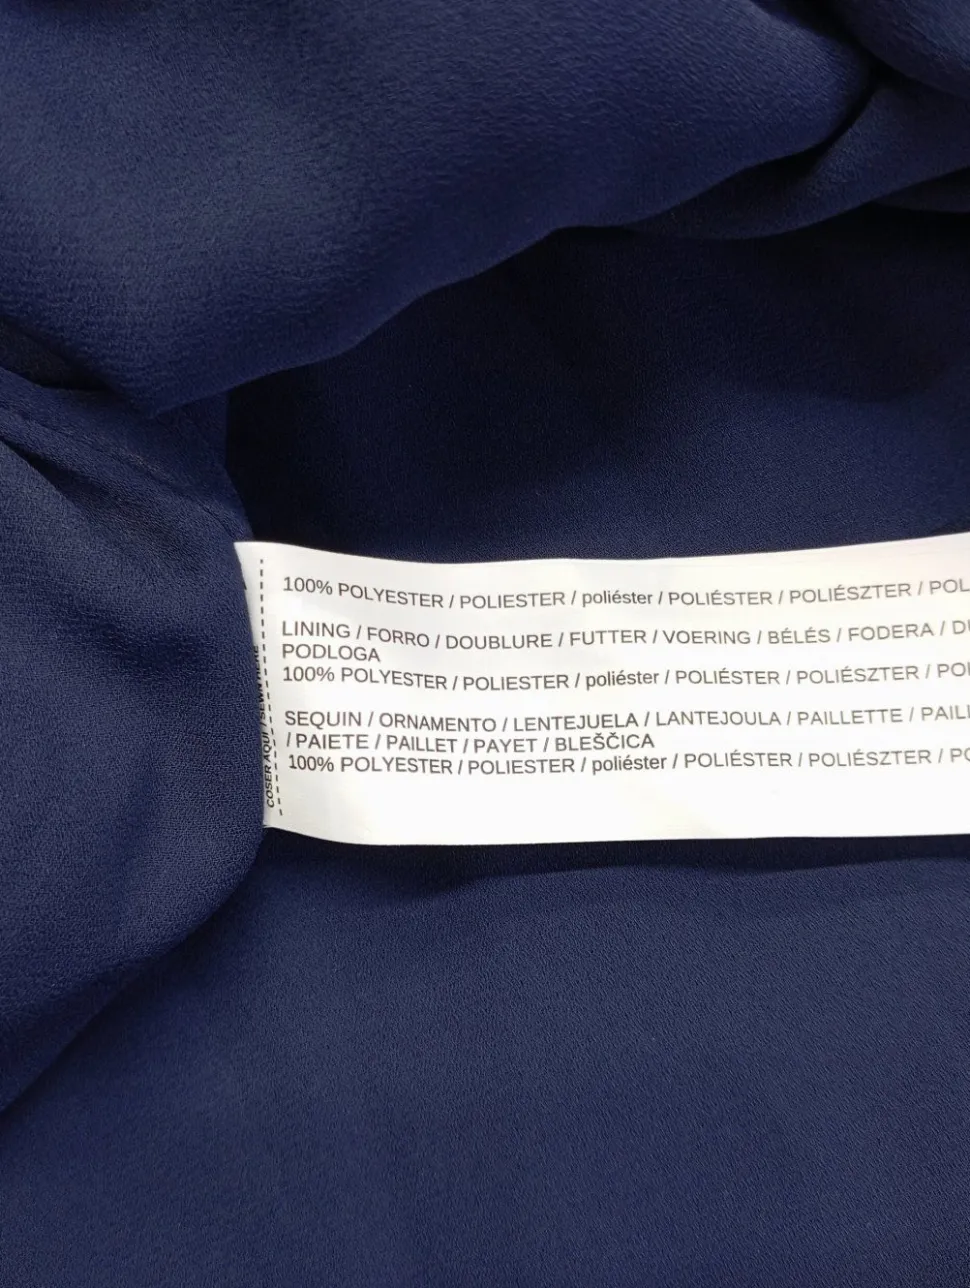 100% POLYESTER / POLIESTER / poliéster / POLIÉSTER / POLIÉSZTER / POL
LINING / FORRO / DOUBLURE / FUTTER / VOERING / BÉLÉS / FODERA /
PODLOGA
100% POLYESTER / POLIESTER / poliéster / POLIÉSTER / POLIÉSZTER / POL
SEQUIN / ORNAMENTO / LENTEJUELA / LANTEJOULA / PAILLETTE / PAILL
/ PAIETE / PAILLET / PAYET / BLEŠČICA
100% POLYESTER / POLIESTER / poliéster / POLIÉSTER / POLIÉSZTER / PO
COSER AQUÍ / SEWN HERE